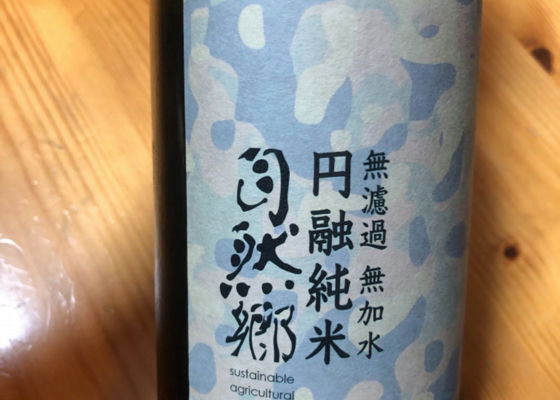 無濾過 無加水
円融純米
自然郷
sustainable
agricultural